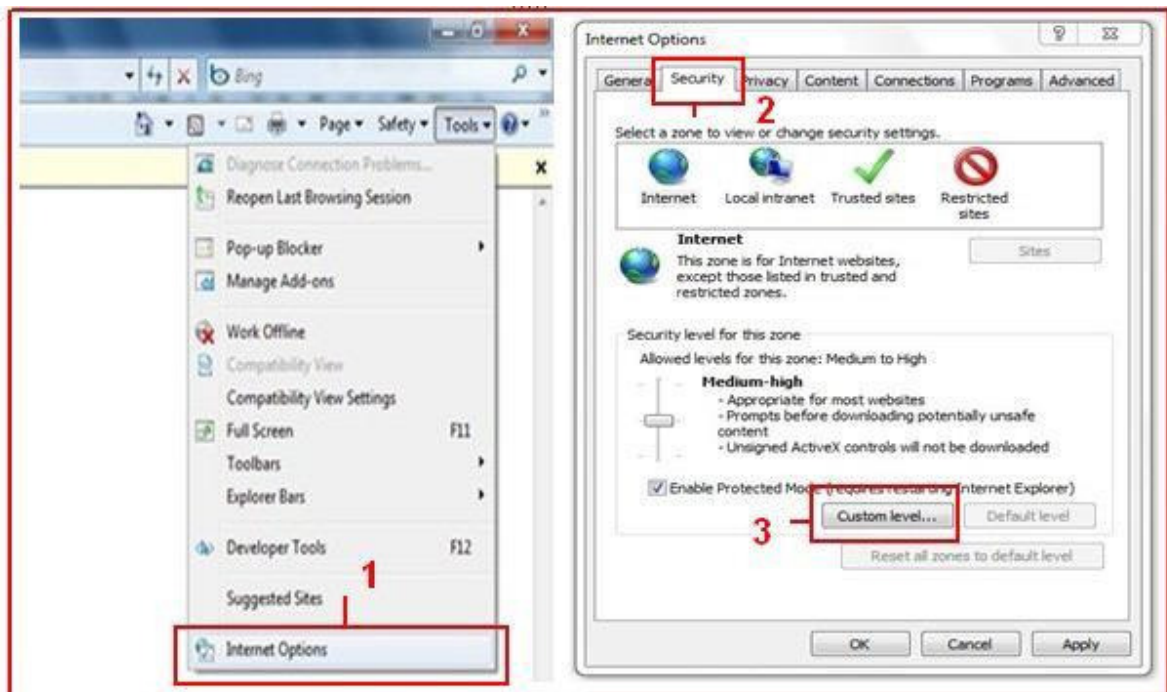 Bing
Page Safety Tools
Diagnose Connection Problems...
Reopen Last Browsing Session
Pop-up Blocker
Manage Add-ons
Work Offline
Compatibility View
Compatibility View Settings
Full Screen F11
Toolbars
Explorer Bars
Developer Tools F12
1
Suggested Sites
Internet Options
Internet Options
General Security Privacy Content Connections Programs Advanced
2
Select a zone to view or change security settings.
Internet Local intranet Trusted sites Restricted
sites
Internet
Sites
This zone is for Internet websites,
except those listed in trusted and
restricted zones.
Security level for this zone
Allowed levels for this zone: Medium to High
Medium-high
- Appropriate for most websites
- Prompts before downloading potentially unsafe
content
- Unsigned ActiveX controls will not be downloaded
Enable Protected Mode (requires restarting Internet Explorer)
3
Custom level... Default level
Reset all zones to default level
OK Cancel Apply